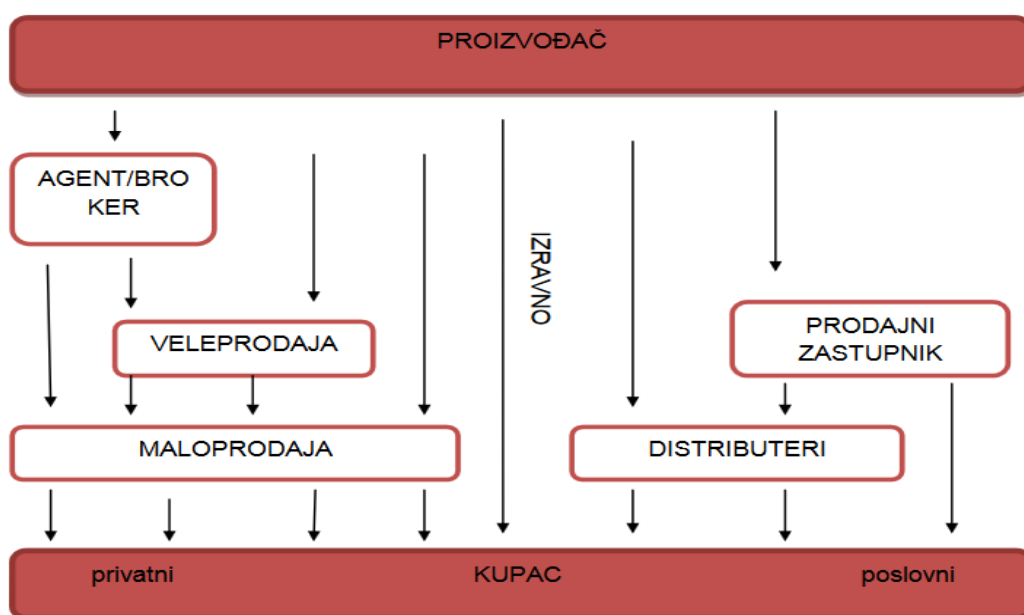 PROIZVOĐAČ
AGENT/BRO
KER
IZRAVNO
VELEPRODAJA
PRODAJNI
ZASTUPNIK
MALOPRODAJA
DISTRIBUTERI
privatni KUPAC poslovni